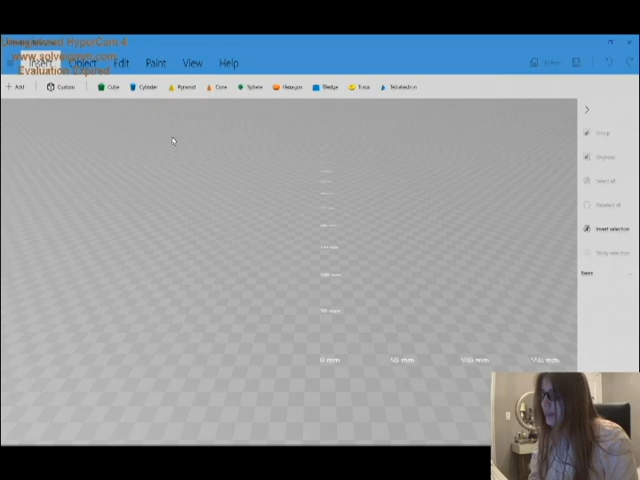 HyperCam 4
www.solveigmm.com
Evaluation Expired
Insert Object Edit Paint View Help
Add Custom Cube Cylinder Pyramid Cone Sphere Hexagon Wedge Torus Tetrahedron
Group
Ungroup
Select all
Deselect all
Insert selection
50 mm
0 mm 50 mm 100 mm 150 mm